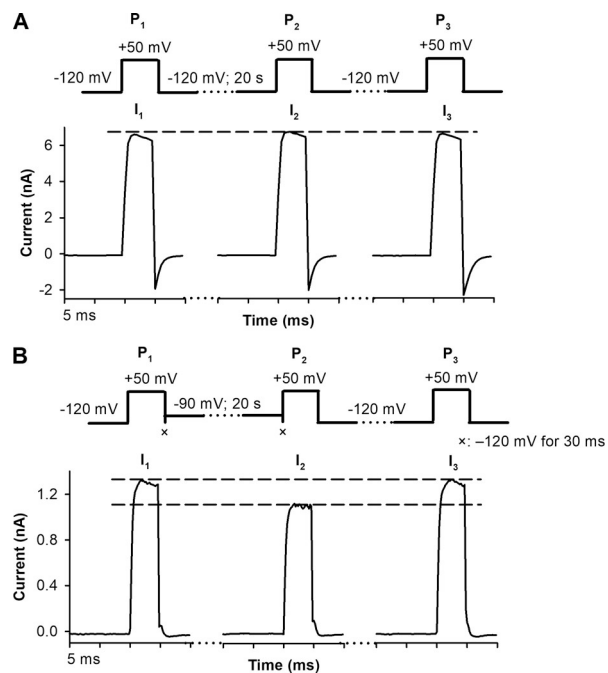 A
P1 P2 P3
+50 mV +50 mV +50 mV
-120 mV -120 mV; 20 s -120 mV
I1 I2 I3
6
4
2
0
-2
Current (nA)
5 ms
Time (ms)
B
P1 P2 P3
+50 mV +50 mV +50 mV
-120 mV -90 mV; 20 s -120 mV
× × ×: –120 mV for 30 ms
I1 I2 I3
1.2
0.8
0.4
0.0
Current (nA)
5 ms
Time (ms)